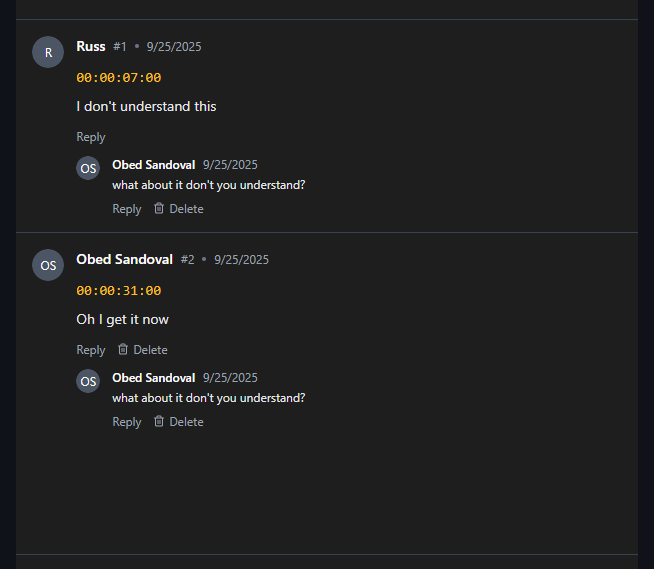 R Russ #1 • 9/25/2025
00:00:07:00
I don't understand this
Reply
OS Obed Sandoval 9/25/2025
what about it don't you understand?
Reply Delete
OS Obed Sandoval #2 • 9/25/2025
00:00:31:00
Oh I get it now
Reply Delete
OS Obed Sandoval 9/25/2025
what about it don't you understand?
Reply Delete